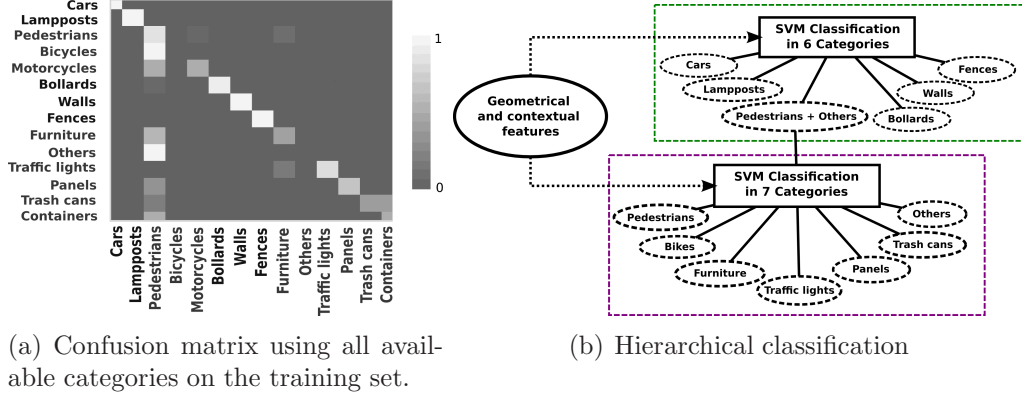 Cars
Lampposts
Pedestrians
Bicycles
Motorcycles
Bollards
Walls
Fences
Furniture
Others
Traffic lights
Panels
Trash cans
Containers
Cars
Lampposts
Pedestrians
Bicycles
Motorcycles
Bollards
Walls
Fences
Furniture
Others
Traffic lights
Panels
Trash cans
Containers
1
0
Geometrical
and contextual
features
SVM Classification
in 6 Categories
Cars
Lampposts
Pedestrians + Others
Bollards
Walls
Fences
SVM Classification
in 7 Categories
Pedestrians
Bikes
Furniture
Traffic lights
Panels
Trash cans
Others
(a) Confusion matrix using all avail-
able categories on the training set.
(b) Hierarchical classification